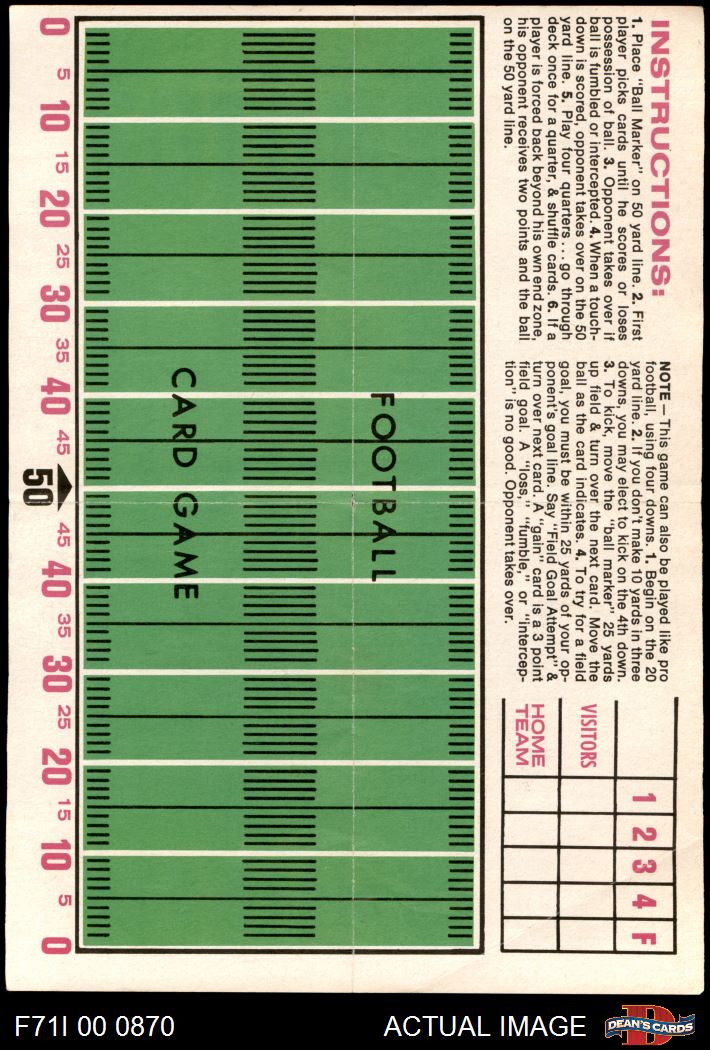 INSTRUCTIONS:
1. Place "Ball Marker" on 50 yard line. 2. First
player picks cards until he scores or loses
possession of ball. 3. Opponent takes over if
ball is fumbled or intercepted. 4. When a touch-
down is scored, opponent takes over on the 50
yard line. 5. Play four quarters ... go through
deck once for a quarter, & shuffle cards. 6. If a
player is forced back beyond his own end zone,
his opponent receives two points and the ball
on the 50 yard line.
NOTE — This game can also be played like pro
football, using four downs. 1. Begin on the 20
yard line. 2. If you don't make 10 yards in three
downs, you may elect to kick on the 4th down.
3. To kick, move the "ball marker" 25 yards
up field & turn over the next card. Move the
ball as the card indicates. 4. To try for a field
goal, you must be within 25 yards of your op-
ponent's goal line. Say "Field Goal Attempt" &
turn over next card. A "gain" card is a 3 point
field goal. A "loss," "fumble," or "intercep-
tion" is no good. Opponent takes over.
1 2 3 4 F
VISITORS
HOME
TEAM
FOOTBALL
CARD GAME
0 5 10 15 20 25 30 35 40 45 50 45 40 35 30 25 20 15 10 5 0
F71I 00 0870
ACTUAL IMAGE
D
DEAN'S CARDS